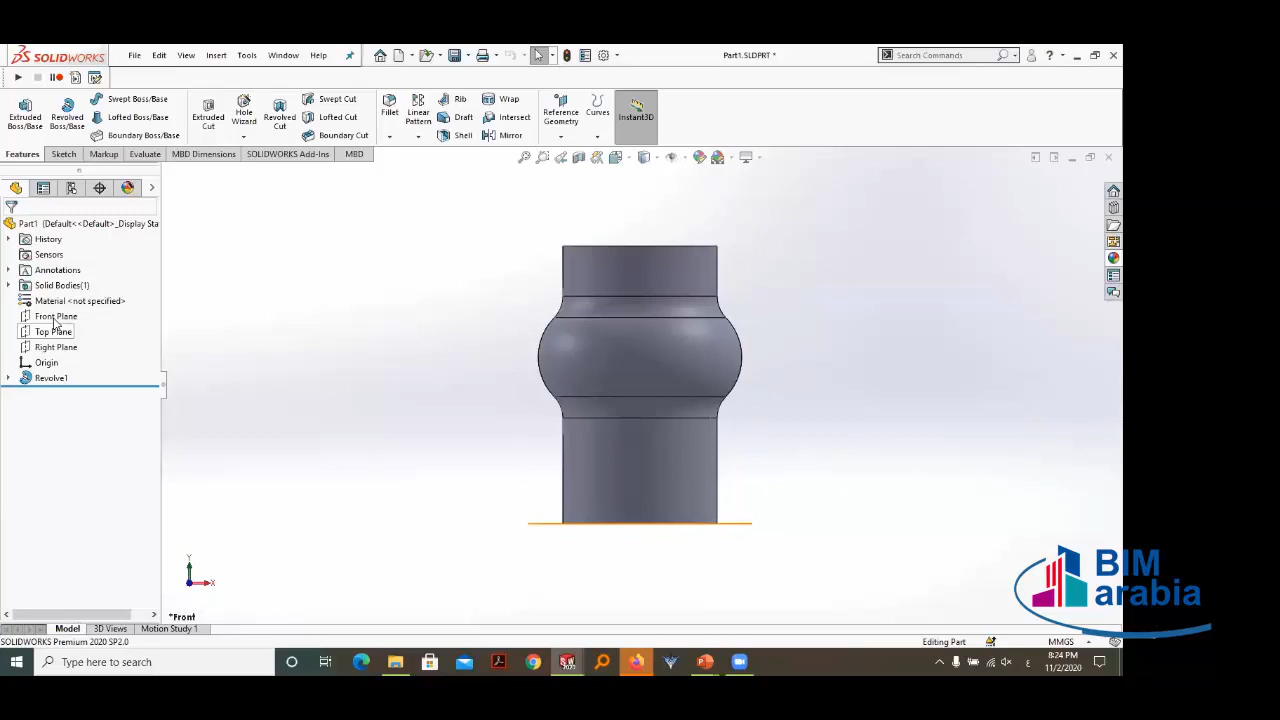 SOLIDWORKS File Edit View Insert Tools Window Help Part1.SLDPRT * Search Commands ?
Extruded Boss/Base
Revolved Boss/Base
Swept Boss/Base
Lofted Boss/Base
Boundary Boss/Base
Extruded Cut
Hole Wizard
Revolved Cut
Swept Cut
Lofted Cut
Boundary Cut
Fillet
Linear Pattern
Rib
Draft
Shell
Wrap
Intersect
Mirror
Reference Geometry
Curves
Instant3D
Features Sketch Markup Evaluate MBD Dimensions SOLIDWORKS Add-Ins MBD
Part1 (Default<<Default>_Display Sta
History
Sensors
Annotations
Solid Bodies(1)
Material <not specified>
Front Plane
Top Plane
Right Plane
Origin
Revolve1
Y
X
*Front
BIM
arabia
Model 3D Views Motion Study 1
SOLIDWORKS Premium 2020 SP2.0 Editing Part MMGS
Type here to search
8:24 PM
11/2/2020